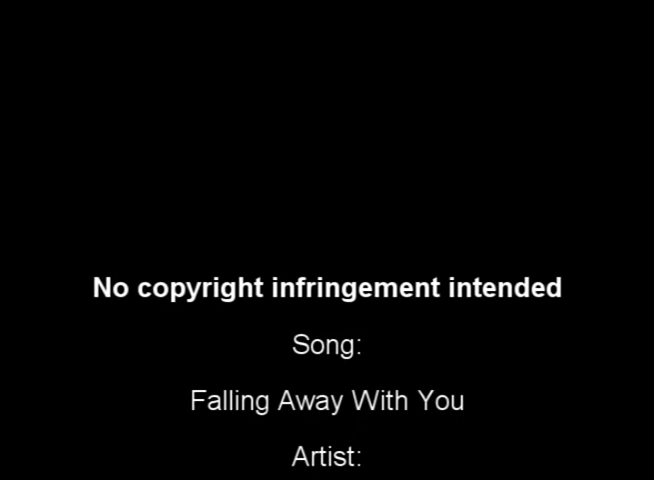 No copyright infringement intended
Song:
Falling Away With You
Artist: